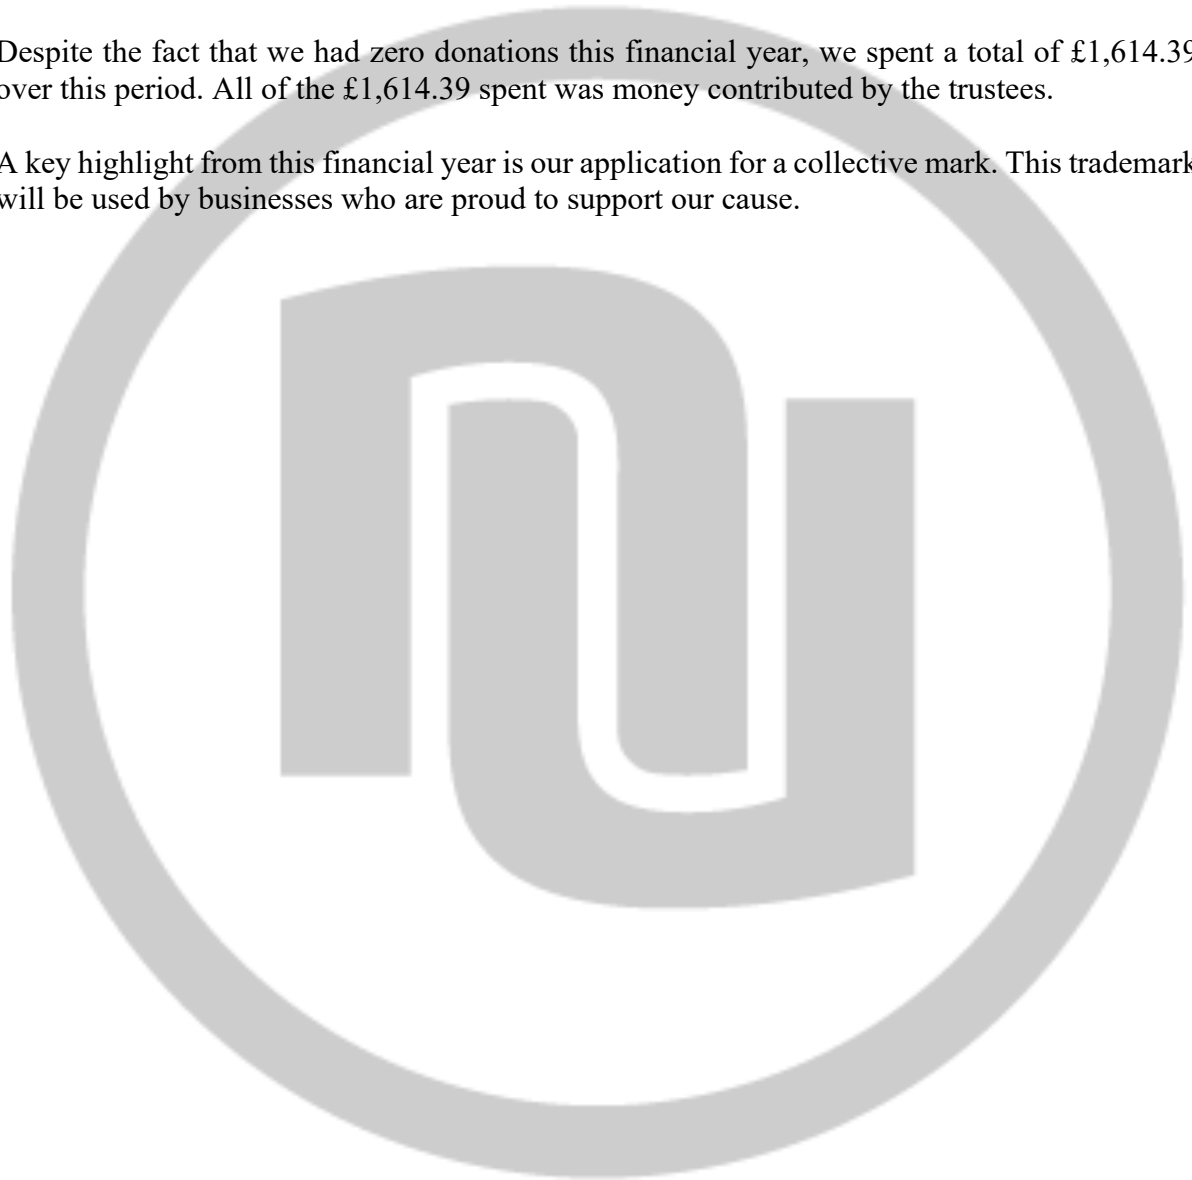 Despite the fact that we had zero donations this financial year, we spent a total of £1,614.39
over this period. All of the £1,614.39 spent was money contributed by the trustees.
A key highlight from this financial year is our application for a collective mark. This trademark
will be used by businesses who are proud to support our cause.